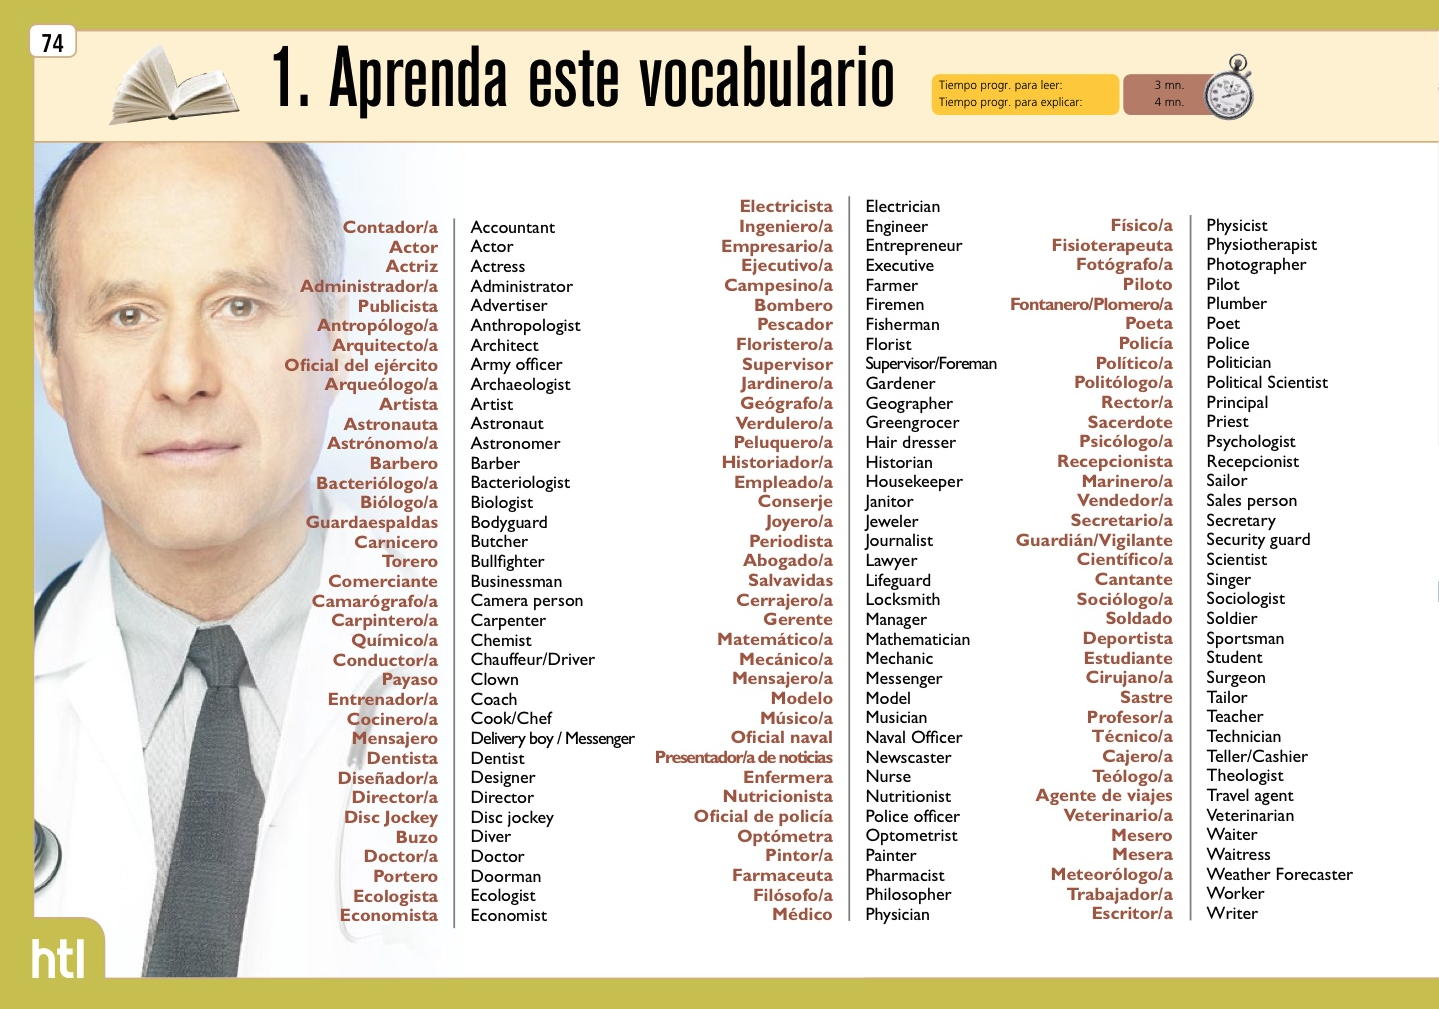 74
1. Aprenda este vocabulario
Tiempo progr. para leer: 3 mn.
Tiempo progr. para explicar: 4 mn.
Contador/a Accountant
Actor Actor
Actriz Actress
Administrador/a Administrator
Publicista Advertiser
Antropólogo/a Anthropologist
Arquitecto/a Architect
Oficial del ejército Army officer
Arqueólogo/a Archaeologist
Artista Artist
Astronauta Astronaut
Astrónomo/a Astronomer
Barbero Barber
Bacteriólogo/a Bacteriologist
Biólogo/a Biologist
Guardaespaldas Bodyguard
Carnicero Butcher
Torero Bullfighter
Comerciante Businessman
Camarógrafo/a Camera person
Carpintero/a Carpenter
Químico/a Chemist
Conductor/a Chauffeur/Driver
Payaso Clown
Entrenador/a Coach
Cocinero/a Cook/Chef
Mensajero Delivery boy / Messenger
Dentista Dentist
Diseñador/a Designer
Director/a Director
Disc Jockey Disc jockey
Buzo Diver
Doctor/a Doctor
Portero Doorman
Ecologista Ecologist
Economista Economist
Electricista Electrician
Ingeniero/a Engineer
Empresario/a Entrepreneur
Ejecutivo/a Executive
Campesino/a Farmer
Bombero Firemen
Pescador Fisherman
Floristero/a Florist
Supervisor Supervisor/Foreman
Jardinero/a Gardener
Geógrafo/a Geographer
Verdulero/a Greengrocer
Peluquero/a Hair dresser
Historiador/a Historian
Empleado/a Housekeeper
Conserje Janitor
Joyero/a Jeweler
Periodista Journalist
Abogado/a Lawyer
Salvavidas Lifeguard
Cerrajero/a Locksmith
Gerente Manager
Matemático/a Mathematician
Mecánico/a Mechanic
Mensajero/a Messenger
Modelo Model
Músico/a Musician
Oficial naval Naval Officer
Presentador/a de noticias Newscaster
Enfermera Nurse
Nutricionista Nutritionist
Oficial de policía Police officer
Optómetra Optometrist
Pintor/a Painter
Farmaceuta Pharmacist
Filósofo/a Philosopher
Médico Physician
Físico/a Physicist
Fisioterapeuta Physiotherapist
Fotógrafo/a Photographer
Piloto Pilot
Fontanero/Plomero/a Plumber
Poeta Poet
Policía Police
Político/a Politician
Politólogo/a Political Scientist
Rector/a Principal
Sacerdote Priest
Psicólogo/a Psychologist
Recepcionista Receptionist
Marinero/a Sailor
Vendedor/a Sales person
Secretario/a Secretary
Guardián/Vigilante Security guard
Científico/a Scientist
Cantante Singer
Sociólogo/a Sociologist
Soldado Soldier
Deportista Sportsman
Estudiante Student
Cirujano/a Surgeon
Sastre Tailor
Profesor/a Teacher
Técnico/a Technician
Cajero/a Teller/Cashier
Teólogo/a Theologist
Agente de viajes Travel agent
Veterinario/a Veterinarian
Mesero Waiter
Mesera Waitress
Meteorólogo/a Weather Forecaster
Trabajador/a Worker
Escritor/a Writer
htl